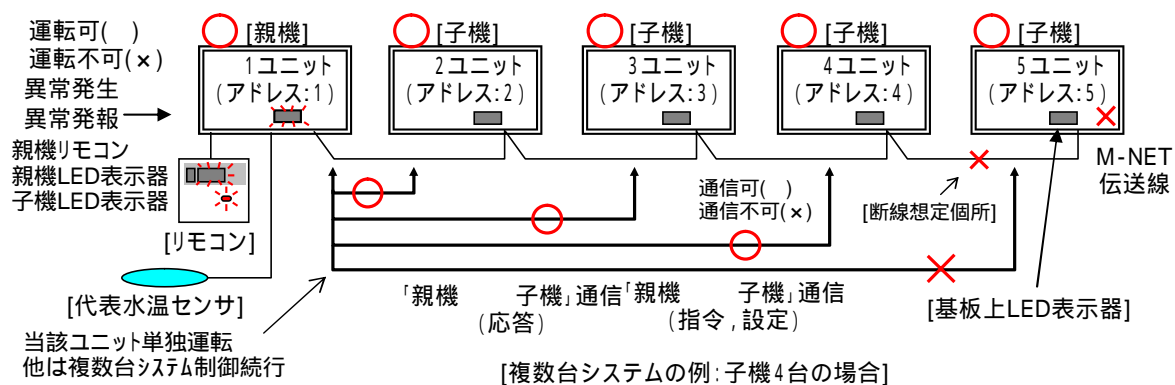 運転可(　)
運転不可(×)
異常発生
異常発報
親機リモコン
親機LED表示器
子機LED表示器
[親機]
1ユニット
(アドレス:1)
[子機]
2ユニット
(アドレス:2)
[子機]
3ユニット
(アドレス:3)
[子機]
4ユニット
(アドレス:4)
[子機]
5ユニット
(アドレス:5)
M-NET
伝送線
[リモコン]
[代表水温センサ]
通信可(　)
通信不可(×)
[断線想定個所]
[基板上LED表示器]
「親機　　子機」通信
(応答)
「親機　　子機」通信
(指令,設定)
当該ユニット単独運転
他は複数台システム制御続行
[複数台システムの例:子機4台の場合]